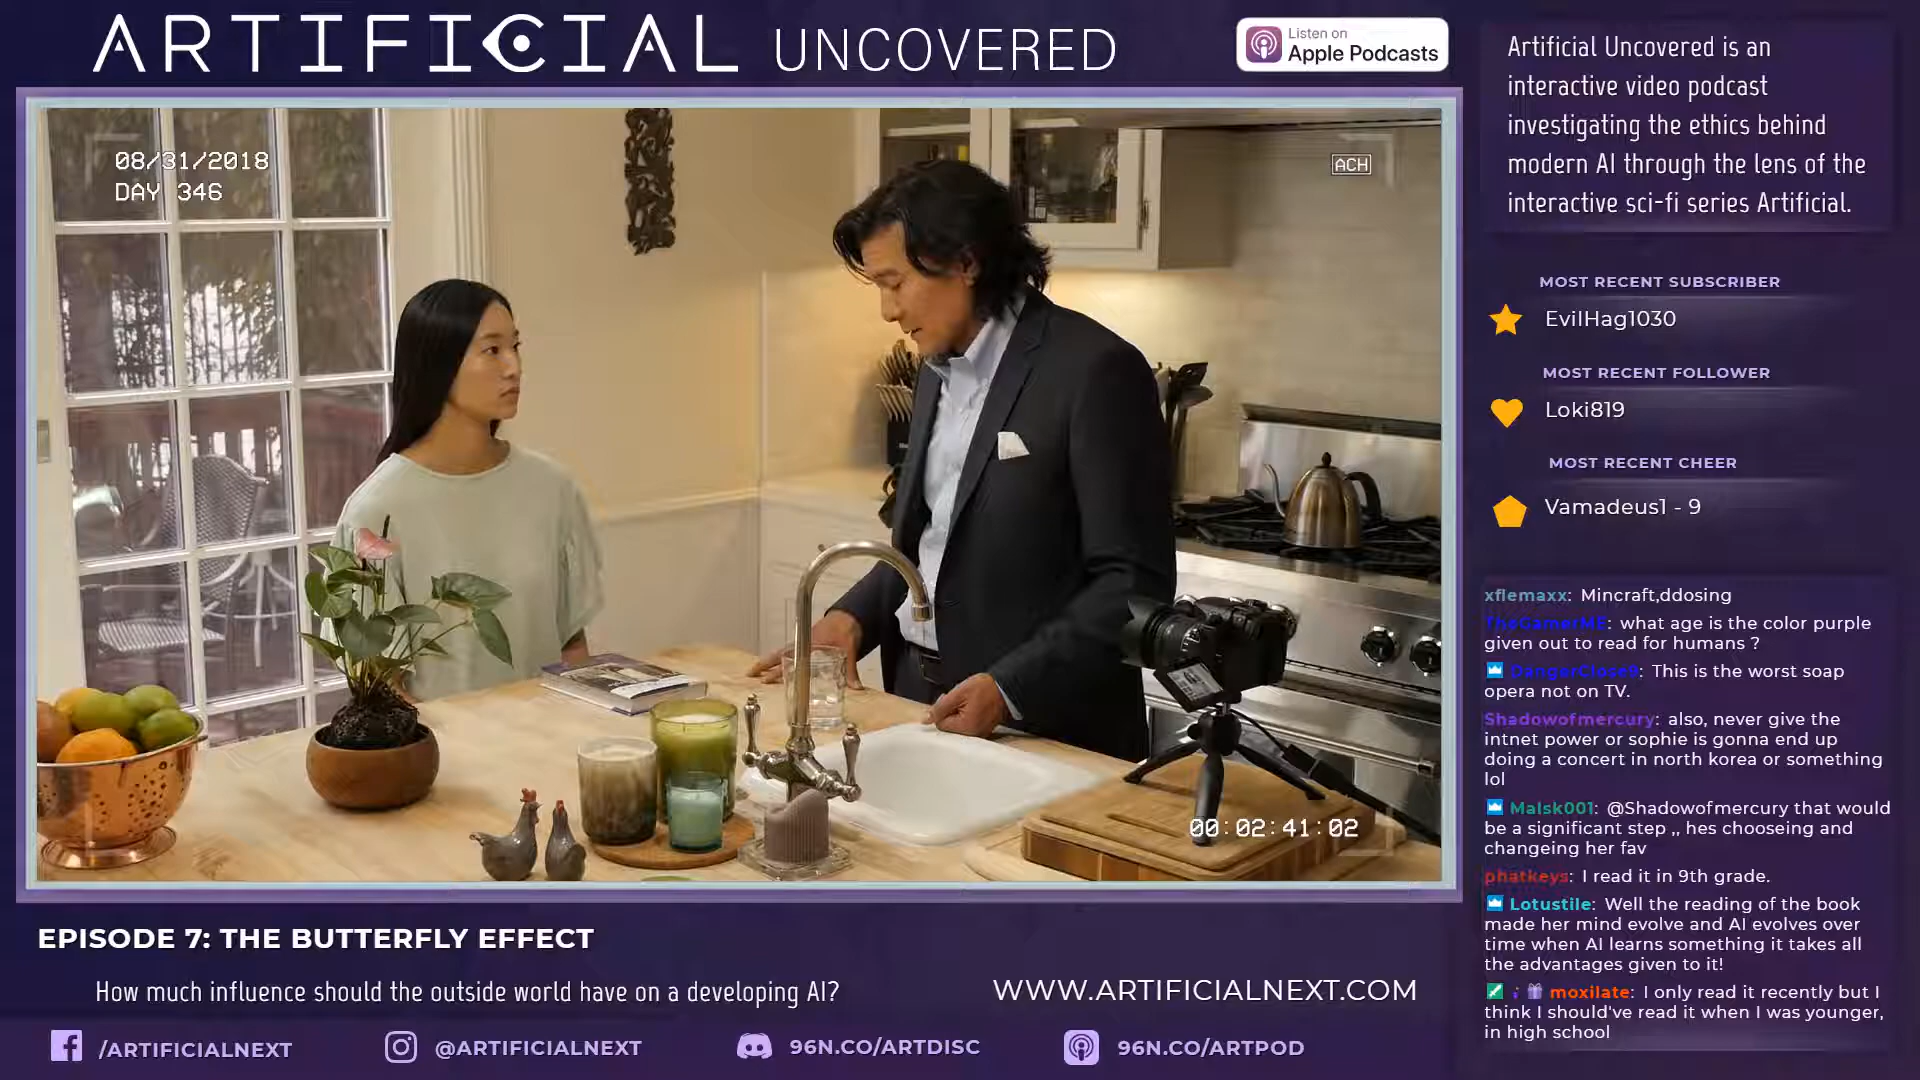 ARTIFICIAL UNCOVERED
Listen on
Apple Podcasts
08/31/2018
DAY 346
ACH
00:02:41:02
EPISODE 7: THE BUTTERFLY EFFECT
How much influence should the outside world have on a developing AI?
WWW.ARTIFICIALNEXT.COM
/ARTIFICIALNEXT
@ARTIFICIALNEXT
96N.CO/ARTDISC
96N.CO/ARTPOD
Artificial Uncovered is an
interactive video podcast
investigating the ethics behind
modern AI through the lens of the
interactive sci-fi series Artificial.
MOST RECENT SUBSCRIBER
EvilHag1030
MOST RECENT FOLLOWER
Loki819
MOST RECENT CHEER
Vamadeus1 - 9
xflemaxx: Mincraft,ddosing
TheGamerME: what age is the color purple
given out to read for humans ?
DangerClose9: This is the worst soap
opera not on TV.
Shadowofmercury: also, never give the
intnet power or sophie is gonna end up
doing a concert in north korea or something
lol
Malsk001: @Shadowofmercury that would
be a significant step ,, hes chooseing and
changeing her fav
phatkeys: I read it in 9th grade.
Lotustile: Well the reading of the book
made her mind evolve and AI evolves over
time when AI learns something it takes all
the advantages given to it!
moxilate: I only read it recently but I
think I should've read it when I was younger,
in high school